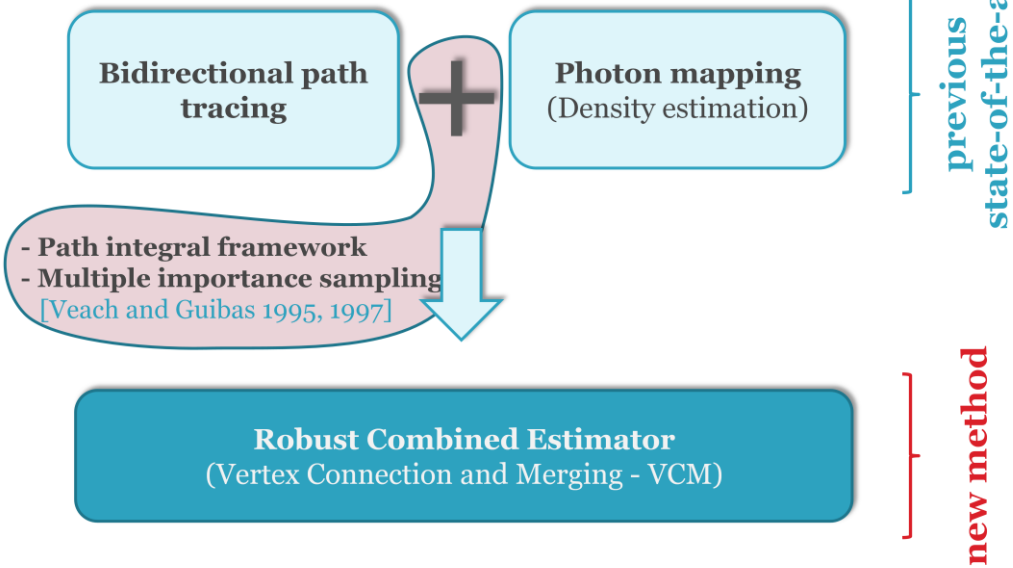 Bidirectional path
tracing
Photon mapping
(Density estimation)
previous
- Path integral framework
- Multiple importance sampling
[Veach and Guibas 1995, 1997]
Robust Combined Estimator
(Vertex Connection and Merging - VCM)
new method